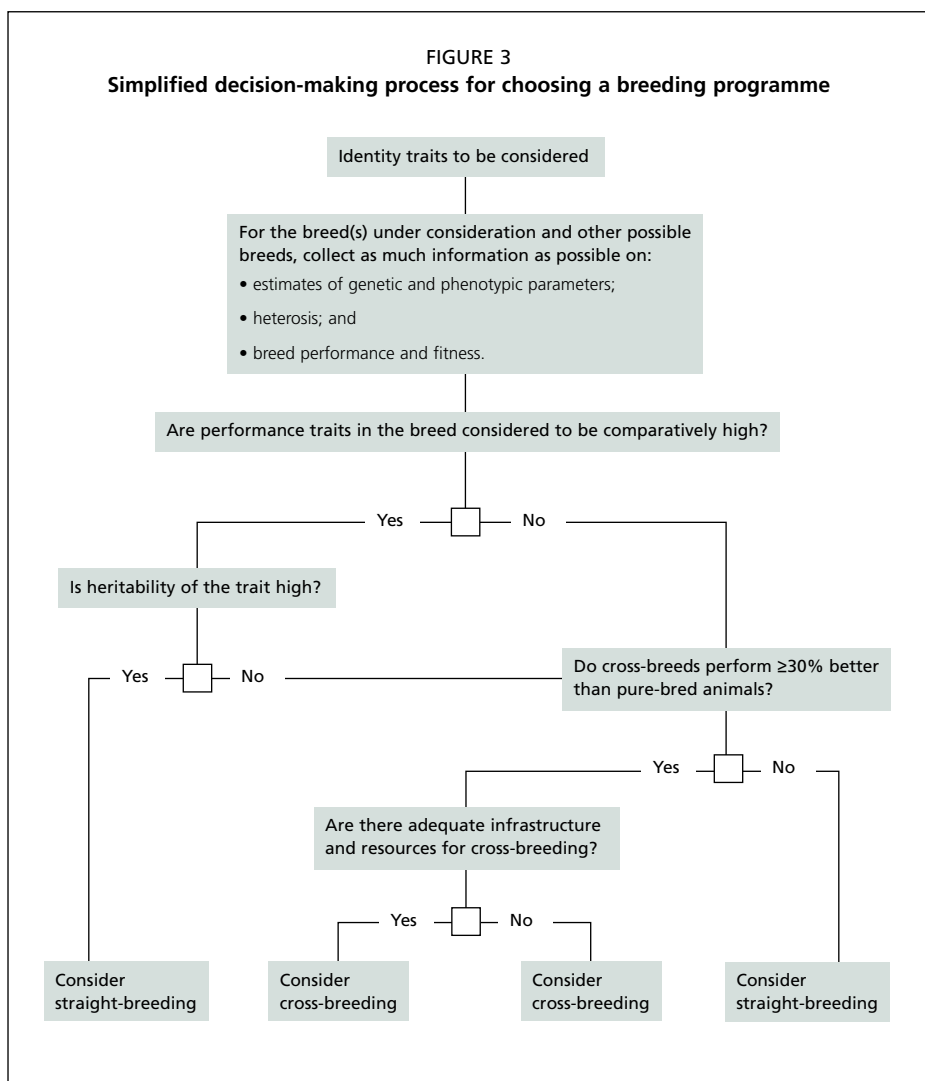 FIGURE 3
Simplified decision-making process for choosing a breeding programme
Identity traits to be considered
For the breed(s) under consideration and other possible
breeds, collect as much information as possible on:
• estimates of genetic and phenotypic parameters;
• heterosis; and
• breed performance and fitness.
Are performance traits in the breed considered to be comparatively high?
Yes
No
Is heritability of the trait high?
Yes
No
Do cross-breeds perform ≥30% better
than pure-bred animals?
Yes
No
Are there adequate infrastructure
and resources for cross-breeding?
Yes
No
Consider
straight-breeding
Consider
cross-breeding
Consider
cross-breeding
Consider
straight-breeding